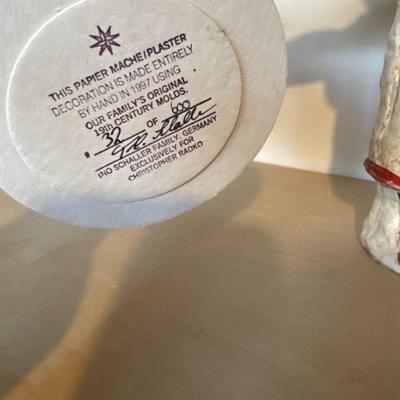 THIS PAPIER MACHE/PLASTER
DECORATION IS MADE ENTIRELY
BY HAND IN 1997 USING
OUR FAMILY'S ORIGINAL
19th CENTURY MOLDS.
32 OF 600
INO SCHALLER FAMILY, GERMANY
EXCLUSIVELY FOR
CHRISTOPHER RADKO